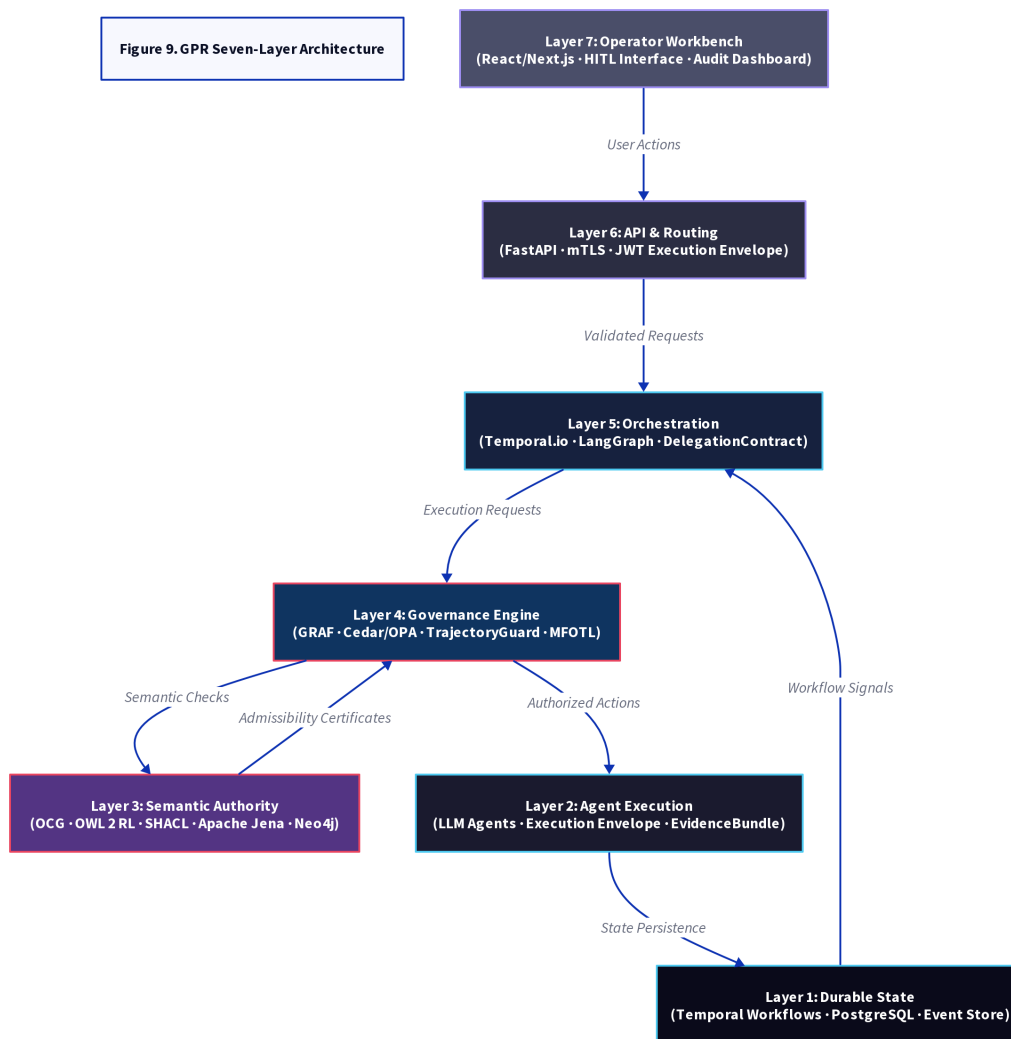 Figure 9. GPR Seven-Layer Architecture
Layer 7: Operator Workbench
(React/Next.js · HITL Interface · Audit Dashboard)
User Actions
Layer 6: API & Routing
(FastAPI · mTLS · JWT Execution Envelope)
Validated Requests
Layer 5: Orchestration
(Temporal.io · LangGraph · DelegationContract)
Execution Requests
Layer 4: Governance Engine
(GRAF · Cedar/OPA · TrajectoryGuard · MFOTL)
Workflow Signals
Semantic Checks
Authorized Actions
Admissibility Certificates
Layer 3: Semantic Authority
(OCG · OWL 2 RL · SHACL · Apache Jena · Neo4j)
Layer 2: Agent Execution
(LLM Agents · Execution Envelope · EvidenceBundle)
State Persistence
Layer 1: Durable State
(Temporal Workflows · PostgreSQL · Event Store)